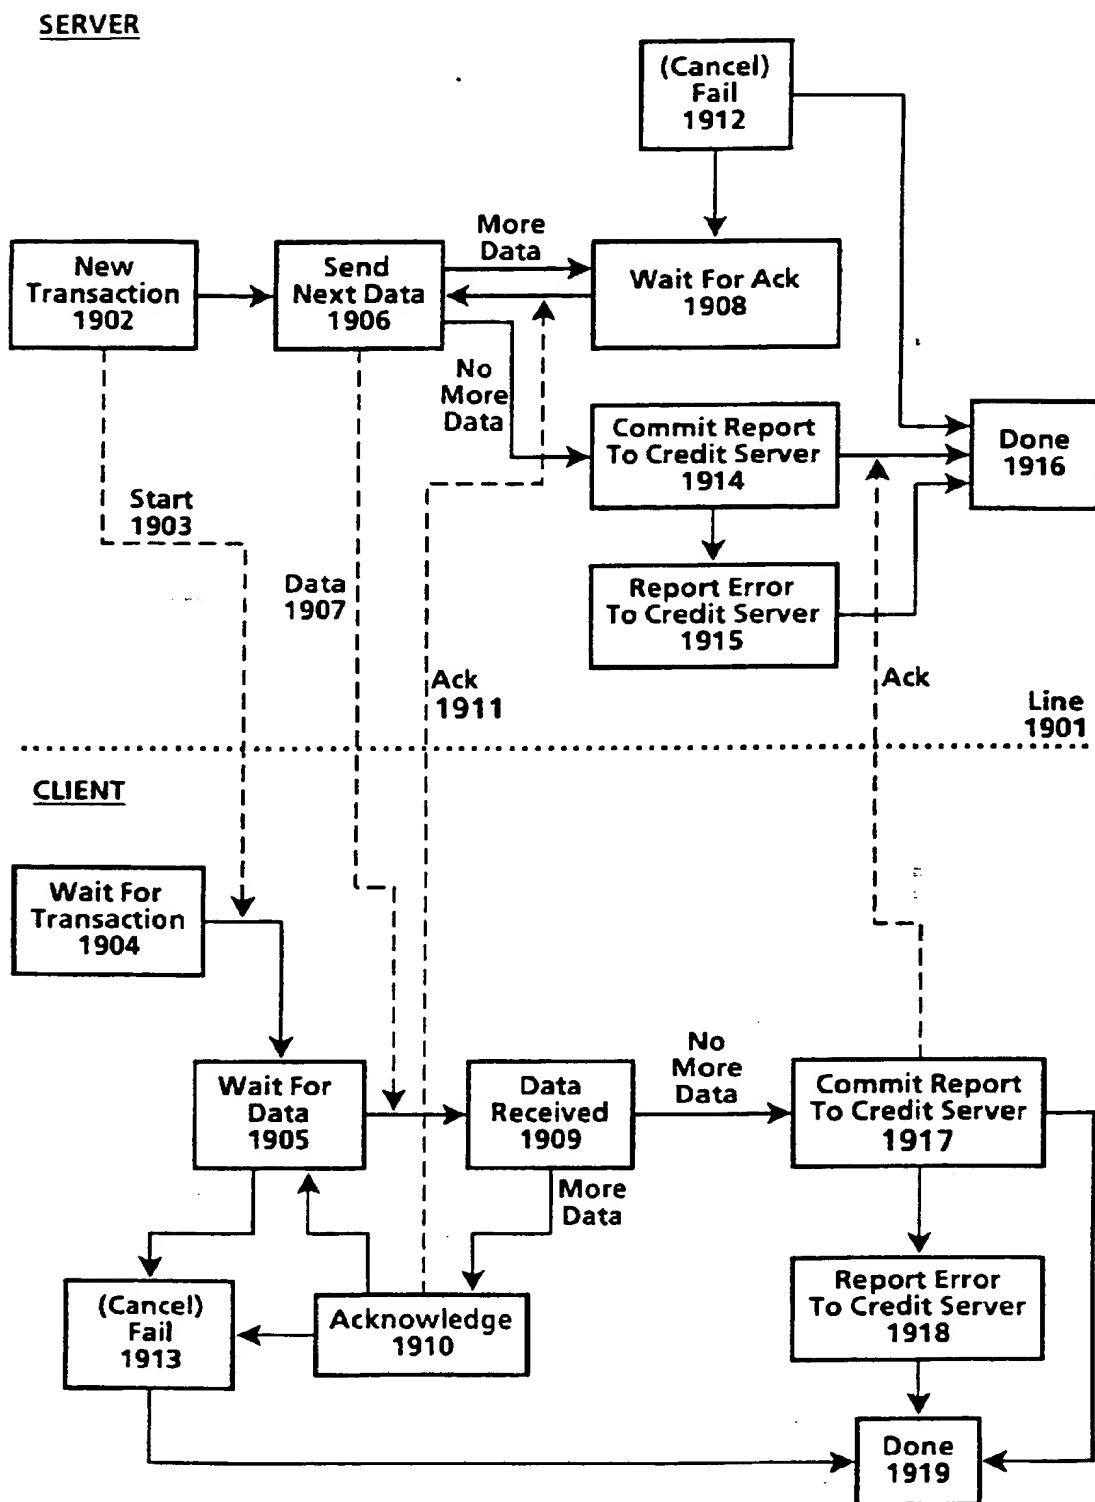 SERVER
(Cancel)
Fail
1912
More
Data
New
Transaction
1902
Send
Next Data
1906
Wait For Ack
1908
No
More
Data
Commit Report
To Credit Server
1914
Done
1916
Start
1903
Data
1907
Report Error
To Credit Server
1915
Ack
1911
Ack
Line
1901
CLIENT
Wait For
Transaction
1904
Wait For
Data
1905
Data
Received
1909
No
More
Data
Commit Report
To Credit Server
1917
More
Data
(Cancel)
Fail
1913
Acknowledge
1910
Report Error
To Credit Server
1918
Done
1919